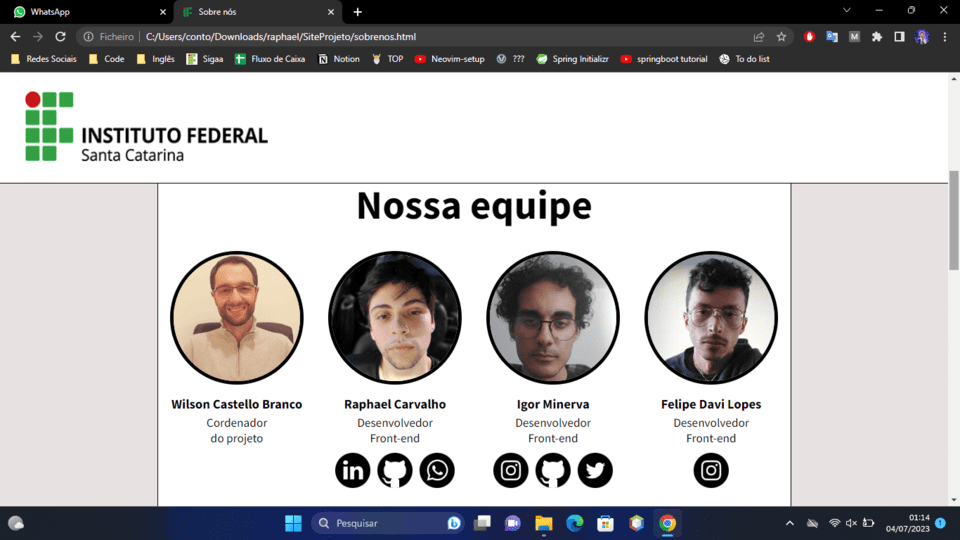 WhatsApp
Sobre nós
Ficheiro
C:/Users/conto/Downloads/raphael/SiteProjeto/sobrenos.html
Redes Sociais
Code
Inglês
Sigaa
Fluxo de Caixa
Notion
TOP
Neovim-setup
???
Spring Initializr
springboot tutorial
To do list
INSTITUTO FEDERAL
Santa Catarina
Nossa equipe
Wilson Castello Branco
Cordenador
do projeto
Raphael Carvalho
Desenvolvedor
Front-end
Igor Minerva
Desenvolvedor
Front-end
Felipe Davi Lopes
Desenvolvedor
Front-end
Pesquisar
01:14
04/07/2023
1